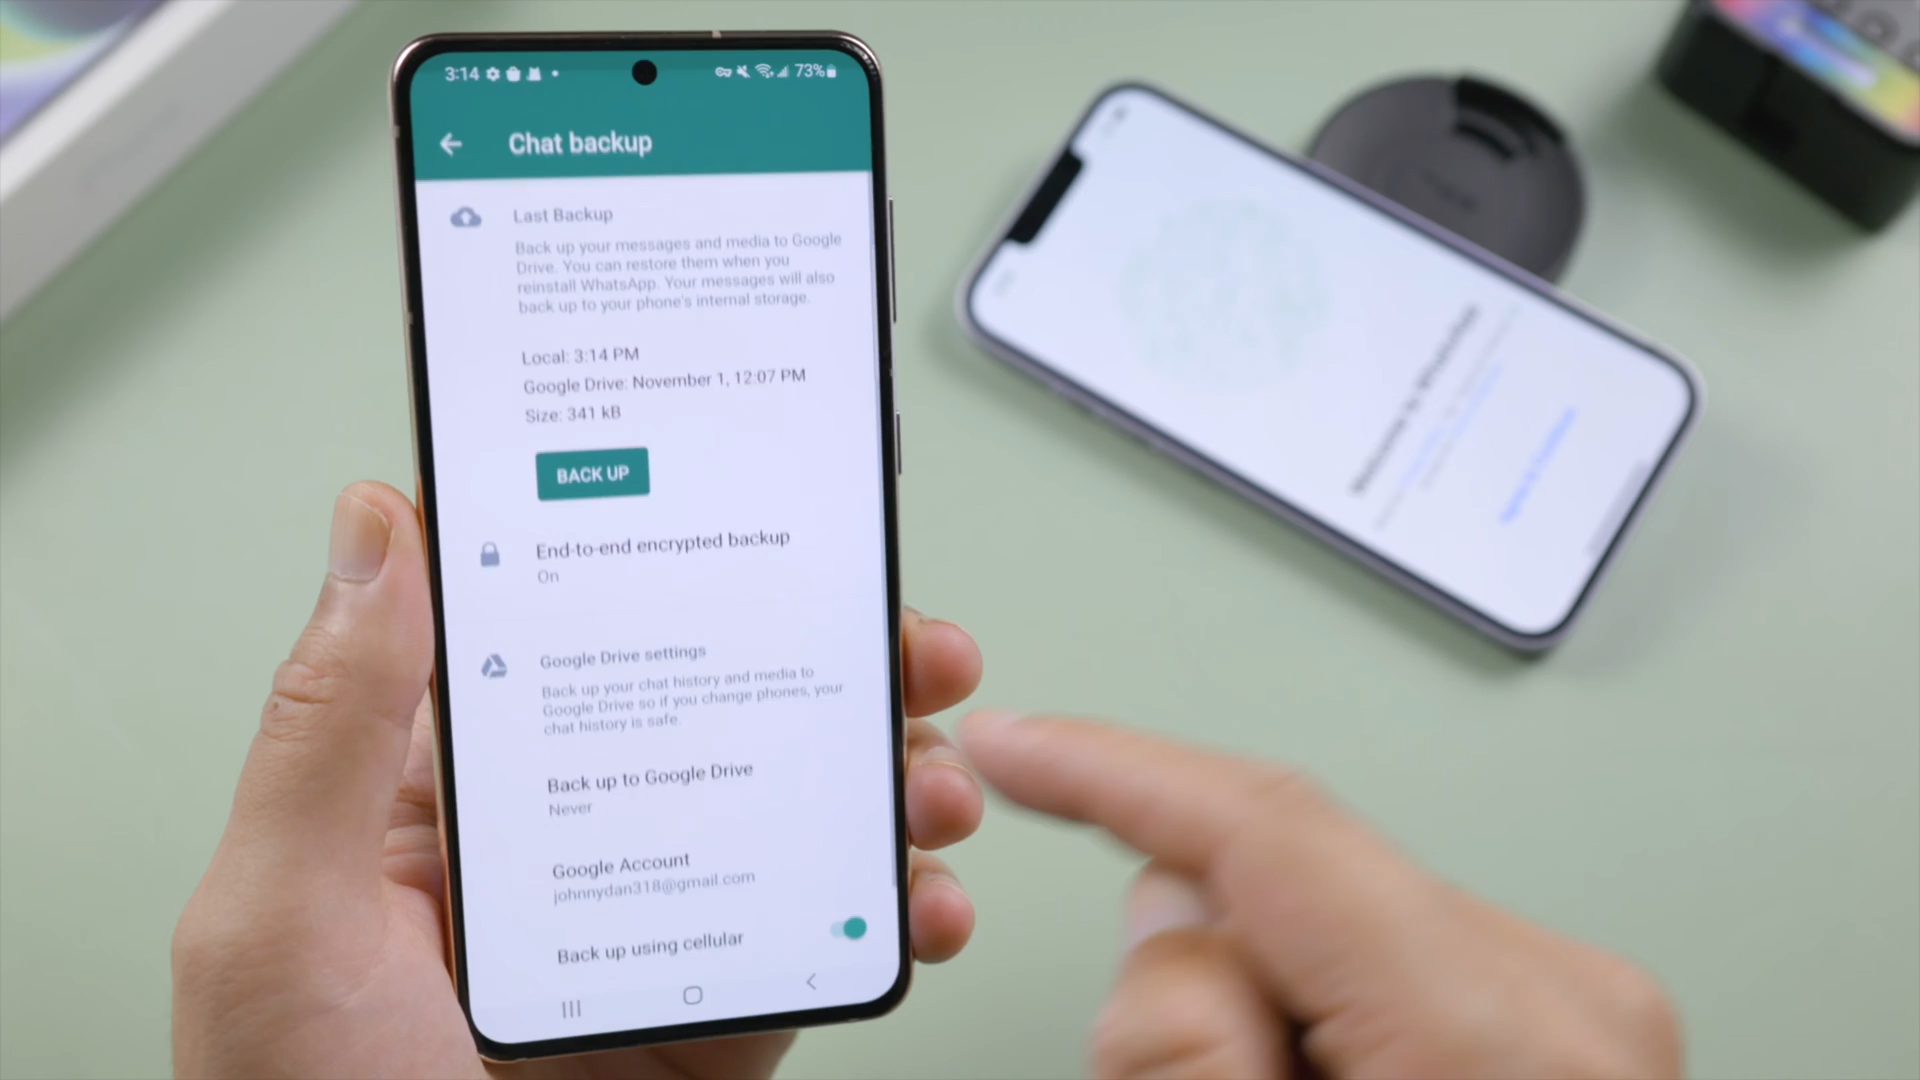 3:14
73%
Chat backup
Last Backup
Back up your messages and media to Google
Drive. You can restore them when you
reinstall WhatsApp. Your messages will also
back up to your phone's internal storage.
Local: 3:14 PM
Google Drive: November 1, 12:07 PM
Size: 341 kB
BACK UP
End-to-end encrypted backup
On
Google Drive settings
Back up your chat history and media to
Google Drive so if you change phones, your
chat history is safe.
Back up to Google Drive
Never
Google Account
johnnydan318@gmail.com
Back up using cellular
Welcome to WhatsApp
Agree & Continue